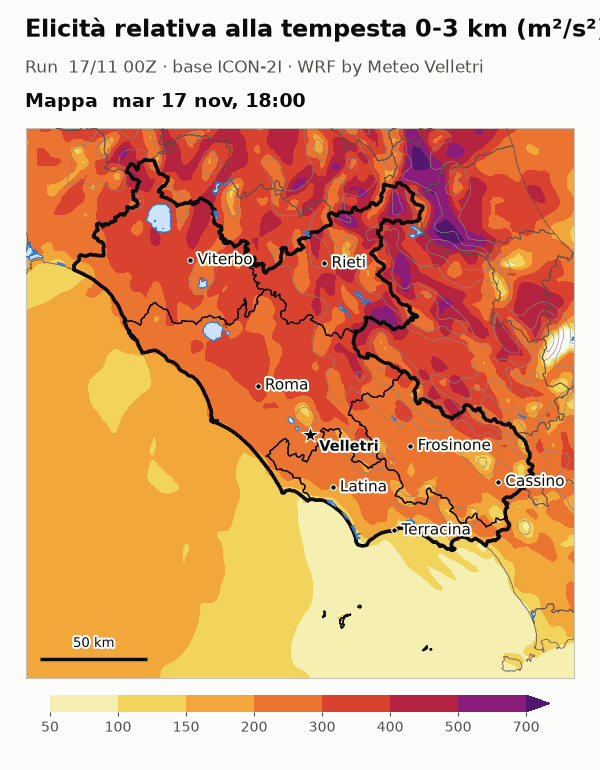 Elicità relativa alla tempesta 0-3 km (m²/s²)
Run 17/11 00Z · base ICON-2I · WRF by Meteo Velletri
Mappa mar 17 nov, 18:00
Viterbo
Rieti
Roma
Velletri
Frosinone
Latina
Cassino
Terracina
50 km
50 100 150 200 300 400 500 700